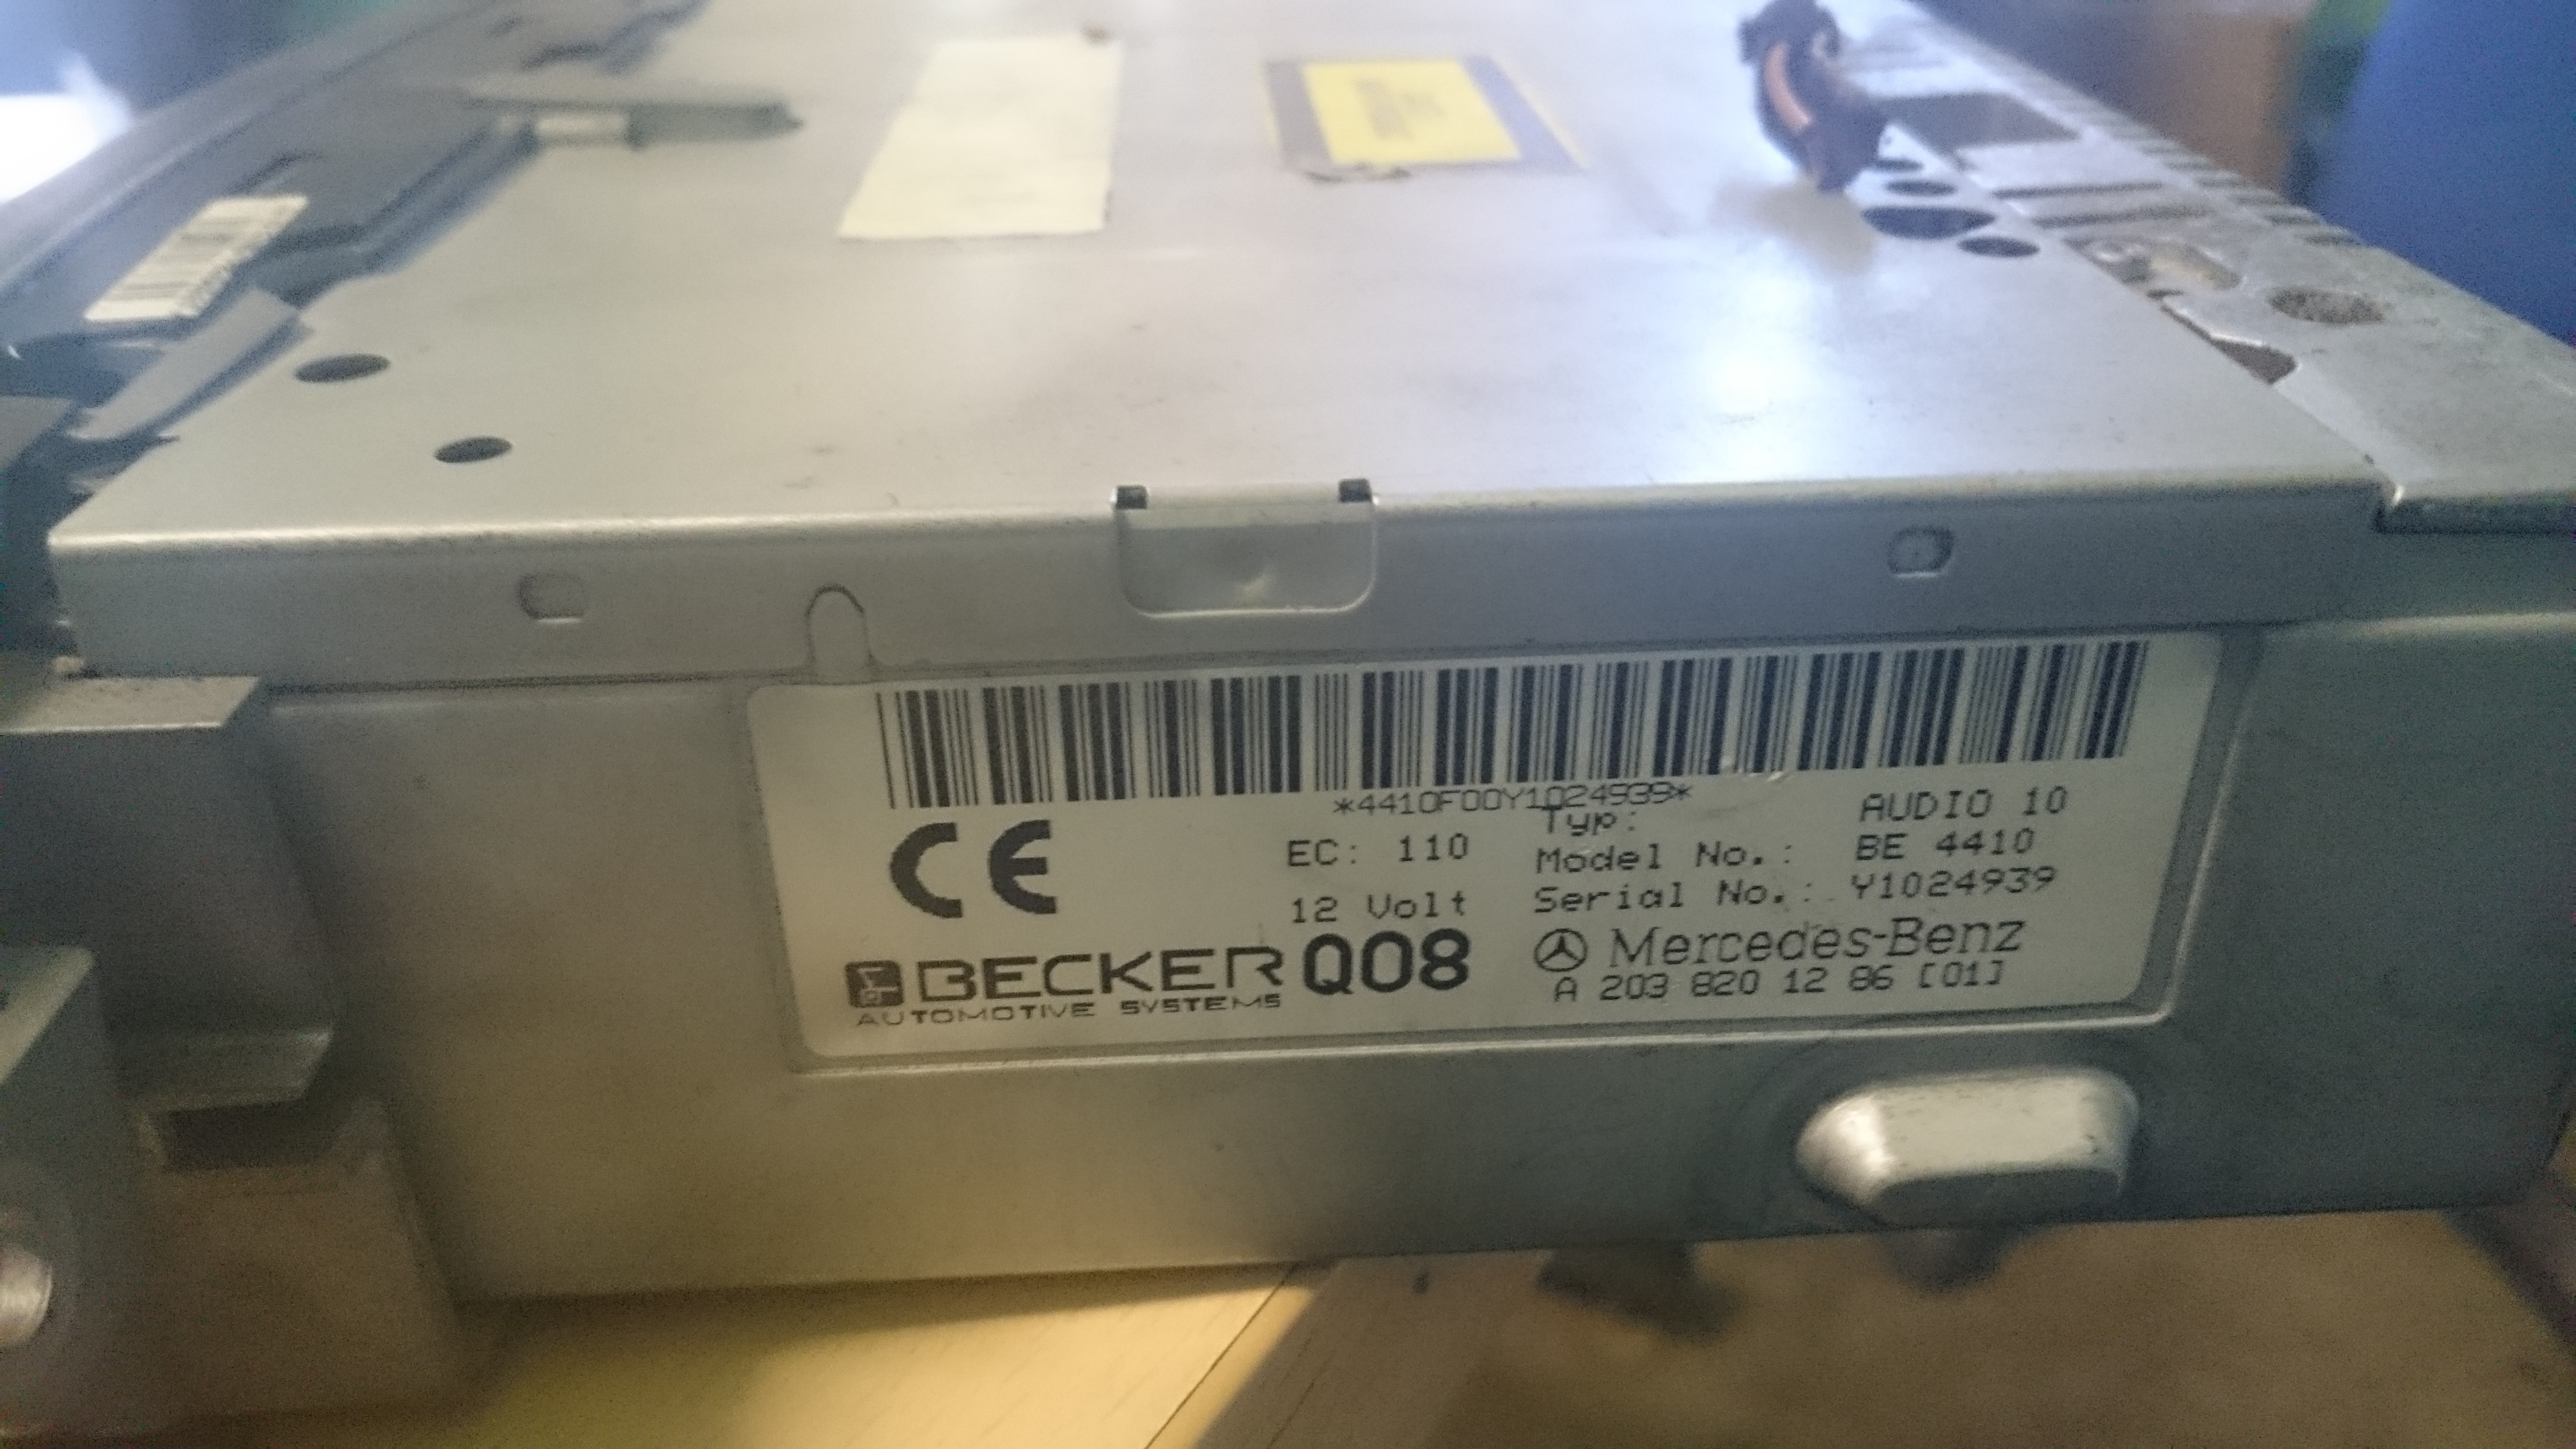 *4410F00Y1024939*
Typ: AUDIO 10
EC: 110 Model No.: BE 4410
12 Volt Serial No.: Y1024939
BECKER Q08 Mercedes-Benz
AUTOMOTIVE SYSTEMS A 203 820 12 86 [01]